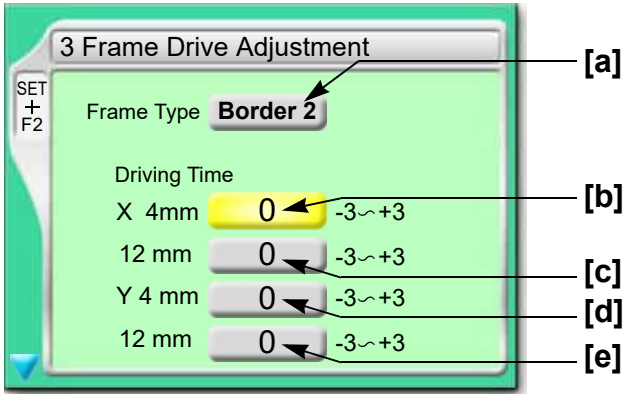 3 Frame Drive Adjustment
[a]
SET
+
F2
Frame Type Border 2
Driving Time
X 4mm 0 -3～+3 [b]
12 mm 0 -3～+3 [c]
Y 4 mm 0 -3～+3 [d]
12 mm 0 -3～+3 [e]